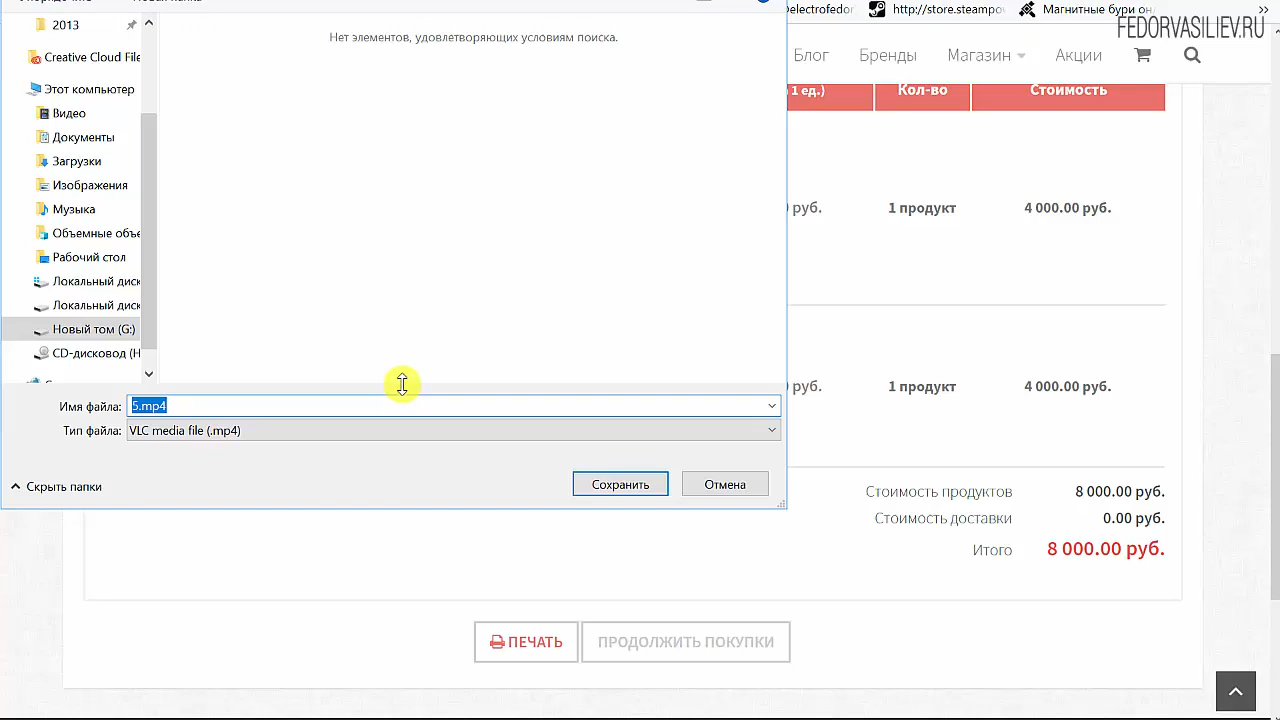 electrofedor
http://store.steampo
Магнитные бури он
FEDORVASILIEV.RU
2013
Нет элементов, удовлетворяющих условиям поиска.
Creative Cloud File
Этот компьютер
Видео
Документы
Загрузки
Изображения
Музыка
Объемные объе
Рабочий стол
Локальный диск
Локальный диск
Новый том (G:)
CD-дисковод (H
Имя файла: 5.mp4
Тип файла: VLC media file (.mp4)
Скрыть папки
Сохранить
Отмена
Блог
Бренды
Магазин
Акции
1 ед.)
Кол-во
Стоимость
руб.
1 продукт
4 000.00 руб.
руб.
1 продукт
4 000.00 руб.
Стоимость продуктов 8 000.00 руб.
Стоимость доставки 0.00 руб.
Итого 8 000.00 руб.
ПЕЧАТЬ
ПРОДОЛЖИТЬ ПОКУПКИ